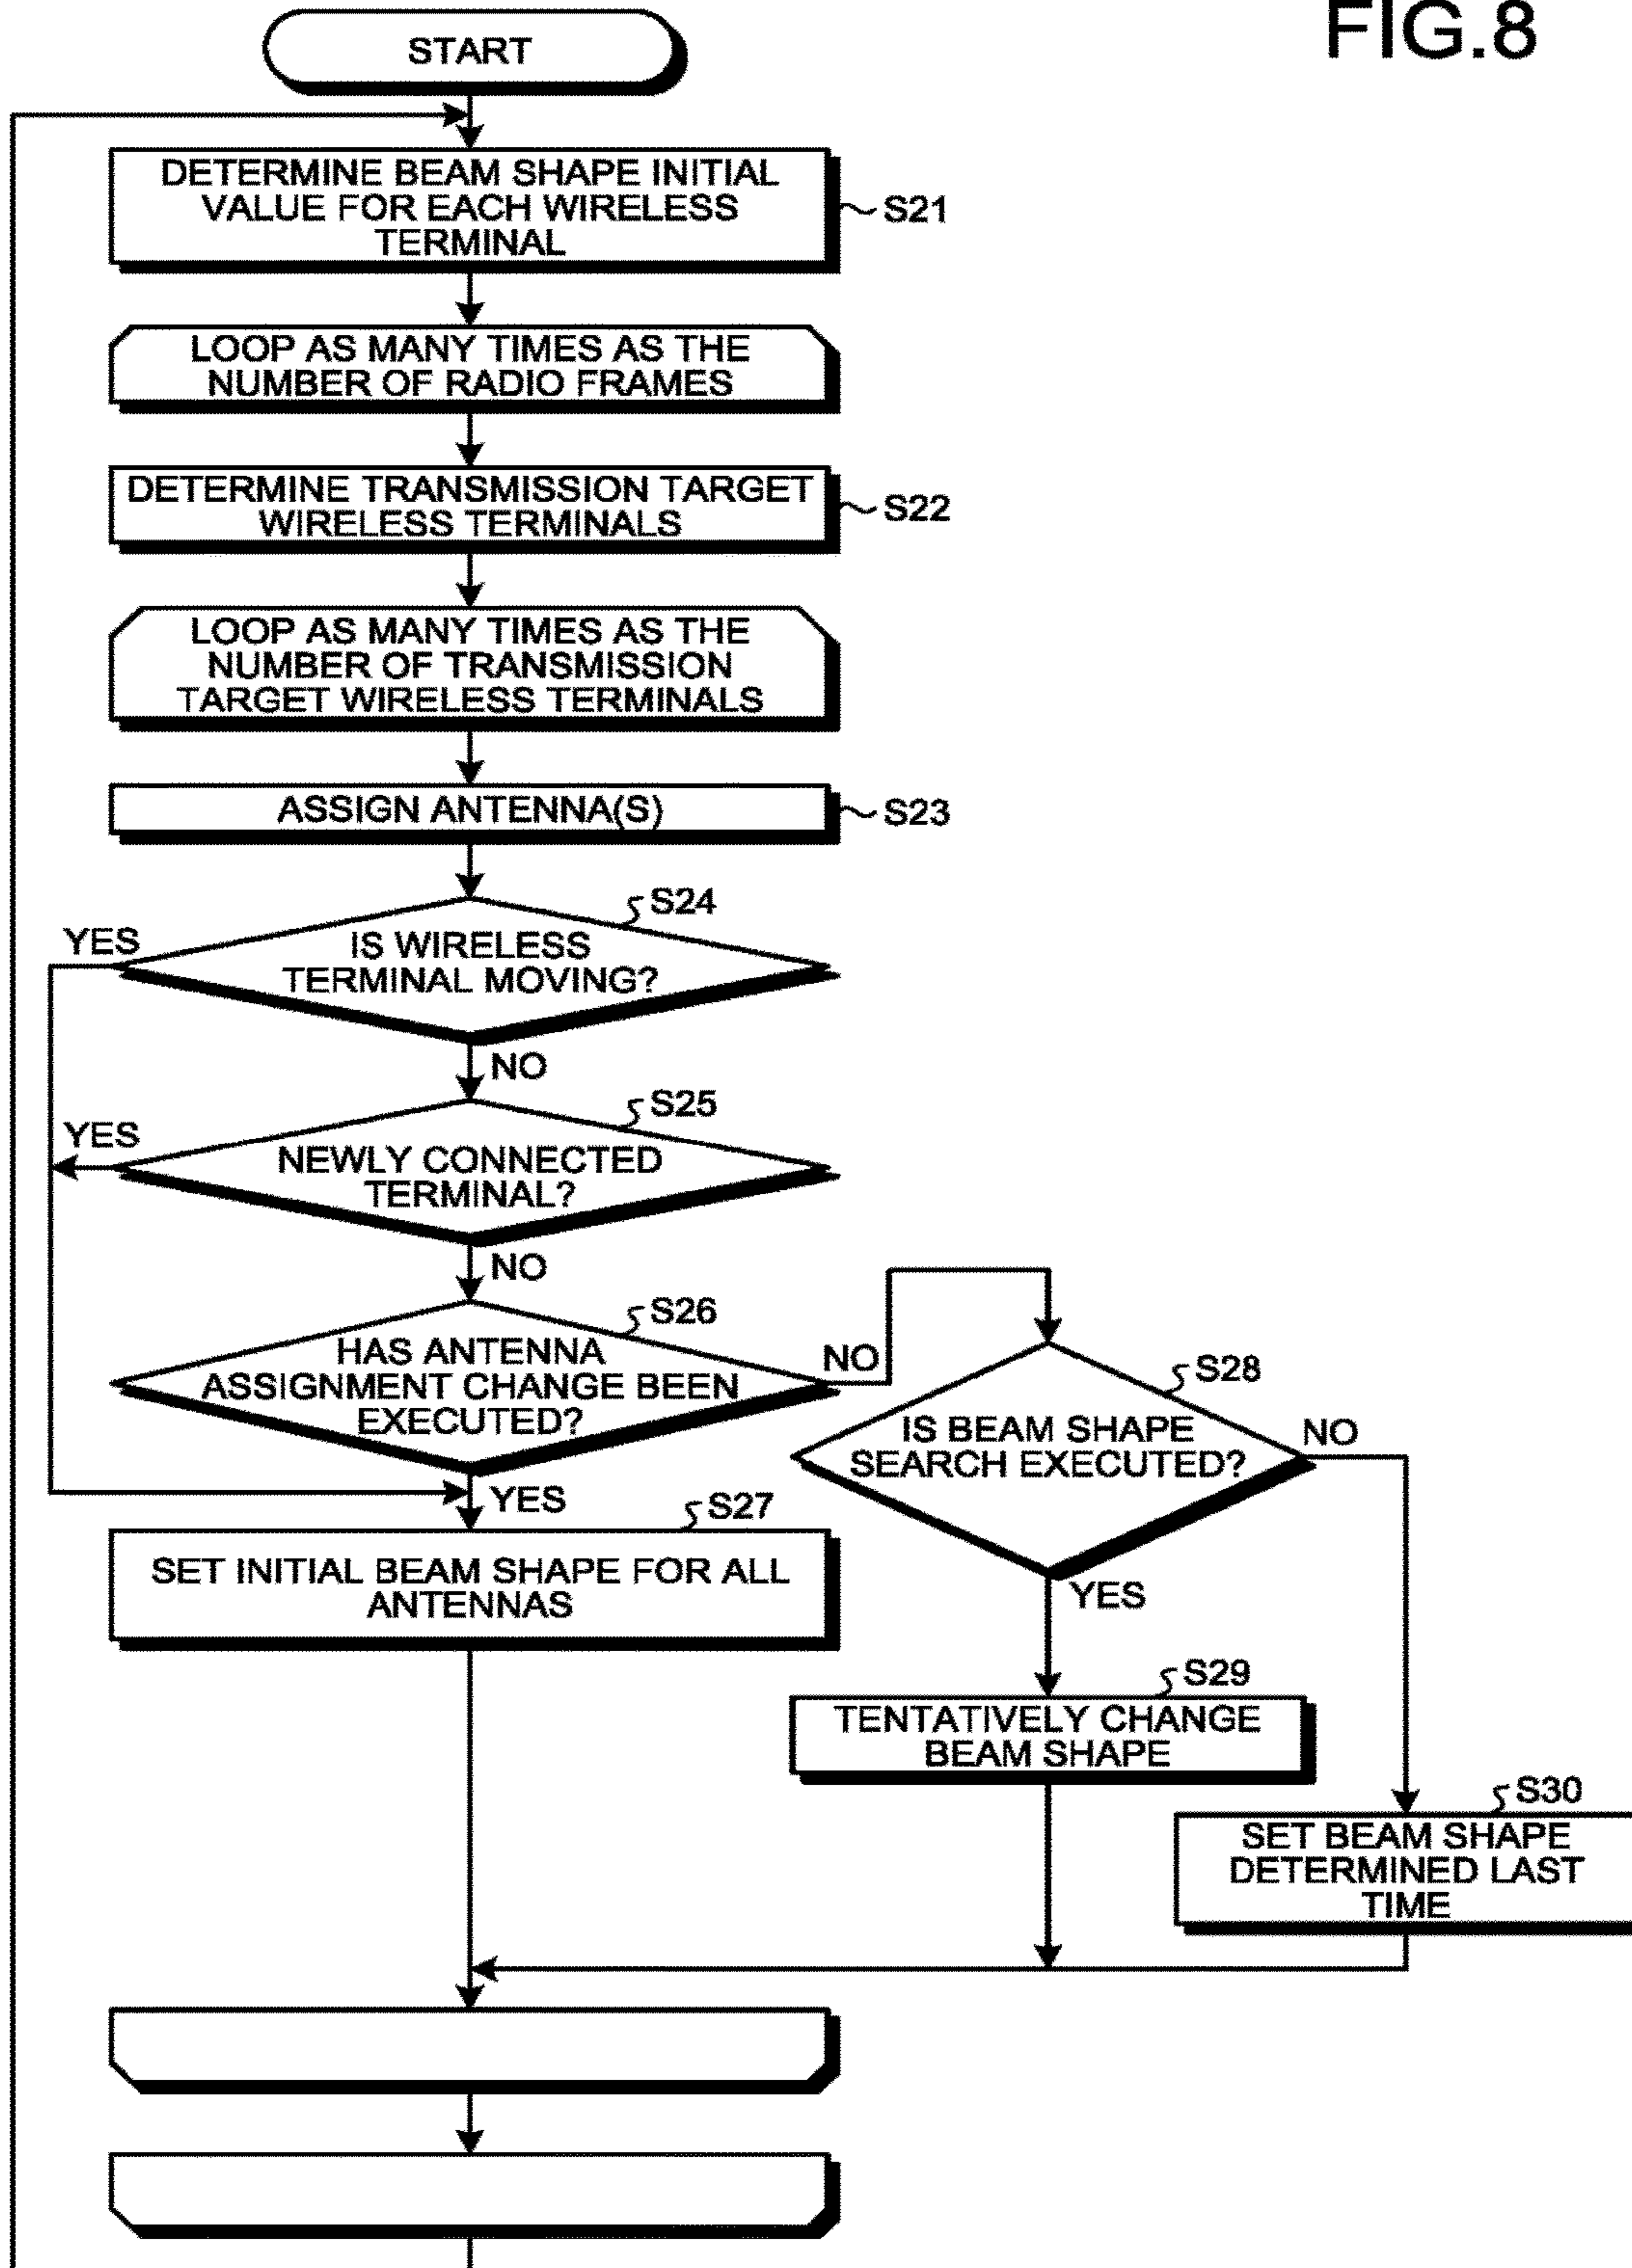 FIG.8
START
DETERMINE BEAM SHAPE INITIAL
VALUE FOR EACH WIRELESS
TERMINAL
S21
LOOP AS MANY TIMES AS THE
NUMBER OF RADIO FRAMES
DETERMINE TRANSMISSION TARGET
WIRELESS TERMINALS
S22
LOOP AS MANY TIMES AS THE
NUMBER OF TRANSMISSION
TARGET WIRELESS TERMINALS
ASSIGN ANTENNA(S)
S23
S24
YES
IS WIRELESS
TERMINAL MOVING?
NO
S25
YES
NEWLY CONNECTED
TERMINAL?
NO
S26
HAS ANTENNA
ASSIGNMENT CHANGE BEEN
EXECUTED?
NO
S28
IS BEAM SHAPE
SEARCH EXECUTED?
NO
YES
S27
SET INITIAL BEAM SHAPE FOR ALL
ANTENNAS
YES
S29
TENTATIVELY CHANGE
BEAM SHAPE
S30
SET BEAM SHAPE
DETERMINED LAST
TIME